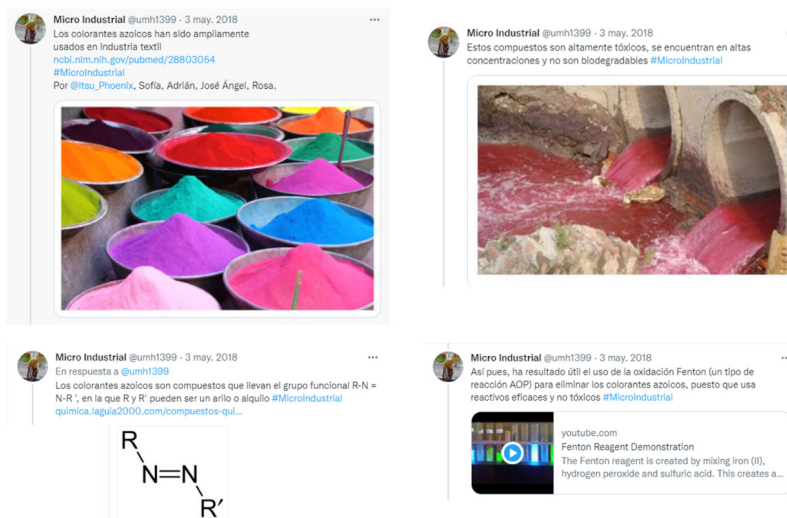 Micro Industrial @umh1399 · 3 may. 2018
Los colorantes azoicos han sido ampliamente
usados en industria textil
ncbi.nlm.nih.gov/pubmed/28803054
#MicroIndustrial
Por @Itsu_Phoenix, Sofía, Adrián, José Ángel, Rosa.
Micro Industrial @umh1399 · 3 may. 2018
Estos compuestos son altamente tóxicos, se encuentran en altas
concentraciones y no son biodegradables #MicroIndustrial
Micro Industrial @umh1399 · 3 may. 2018
En respuesta a @umh1399
Los colorantes azoicos son compuestos que llevan el grupo funcional R-N =
N-R ', en la que R y R' pueden ser un arilo o alquilo #MicroIndustrial
quimica.laguia2000.com/compuestos-qui...
R
N=N
R'
Micro Industrial @umh1399 · 3 may. 2018
Así pues, ha resultado útil el uso de la oxidación Fenton (un tipo de
reacción AOP) para eliminar los colorantes azoicos, puesto que usa
reactivos eficaces y no tóxicos #MicroIndustrial
youtube.com
Fenton Reagent Demonstration
The Fenton reagent is created by mixing iron (II),
hydrogen peroxide and sulfuric acid. This creates a...